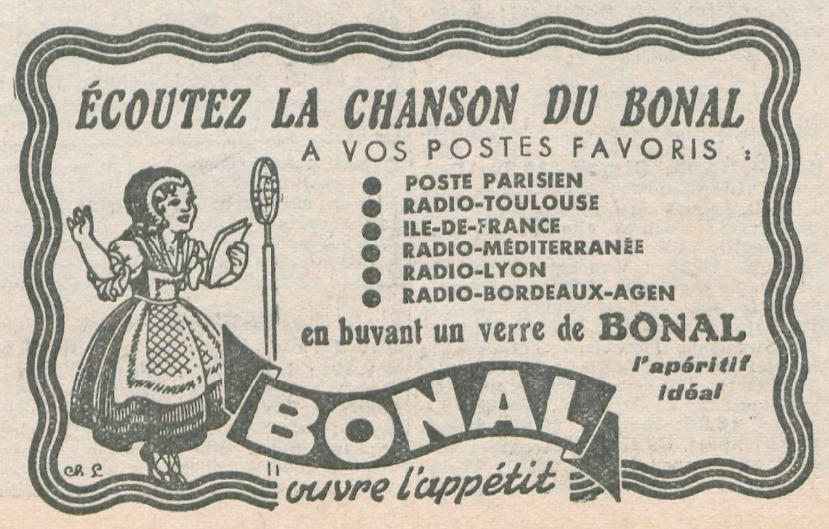 ÉCOUTEZ LA CHANSON DU BONAL
A VOS POSTES FAVORIS :
● POSTE PARISIEN
● RADIO-TOULOUSE
● ILE-DE-FRANCE
● RADIO-MÉDITERRANÉE
● RADIO-LYON
● RADIO-BORDEAUX-AGEN
en buvant un verre de BONAL
l'apéritif
idéal
BONAL
ouvre l'appétit
Ch. L